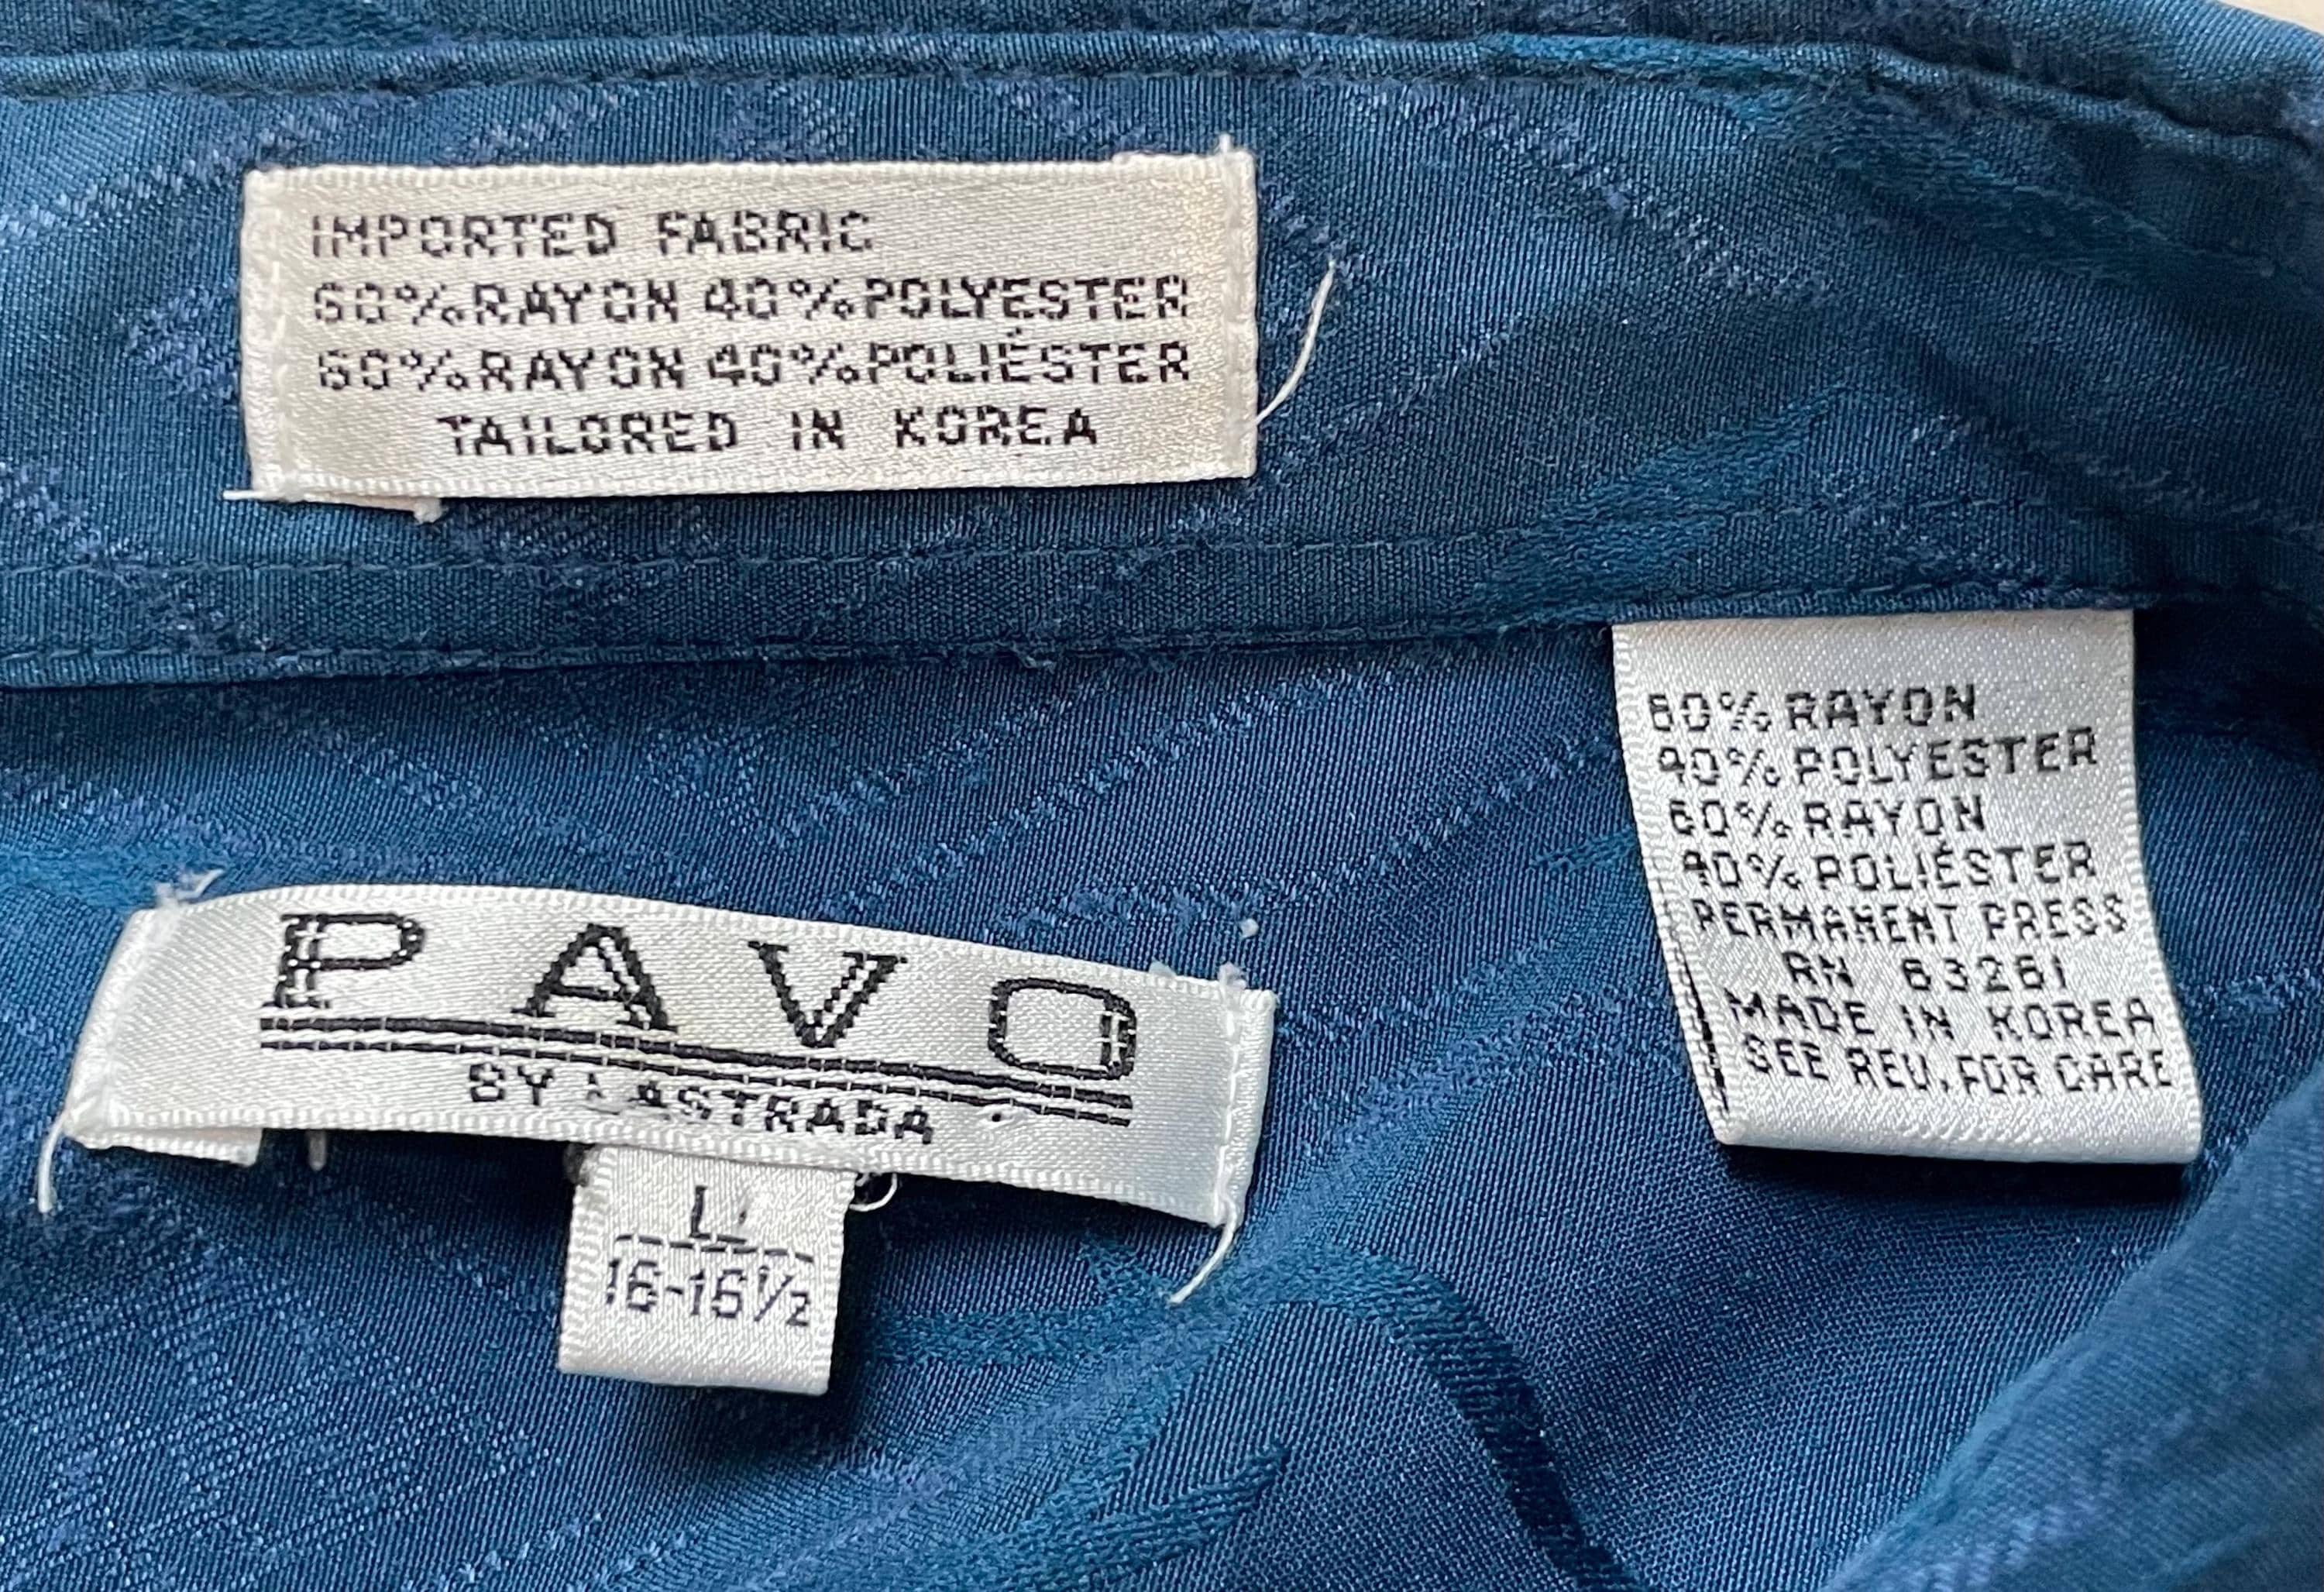 IMPORTED FABRIC
60%RAYON 40%POLYESTER
60%RAYON 40%POLIÉSTER
TAILORED IN KOREA
PAVO
BY LASTRADA
L
16-16½
60% RAYON
40% POLYESTER
60% RAYON
40% POLIÉSTER
PERMANENT PRESS
RN 63261
MADE IN KOREA
SEE REV. FOR CARE